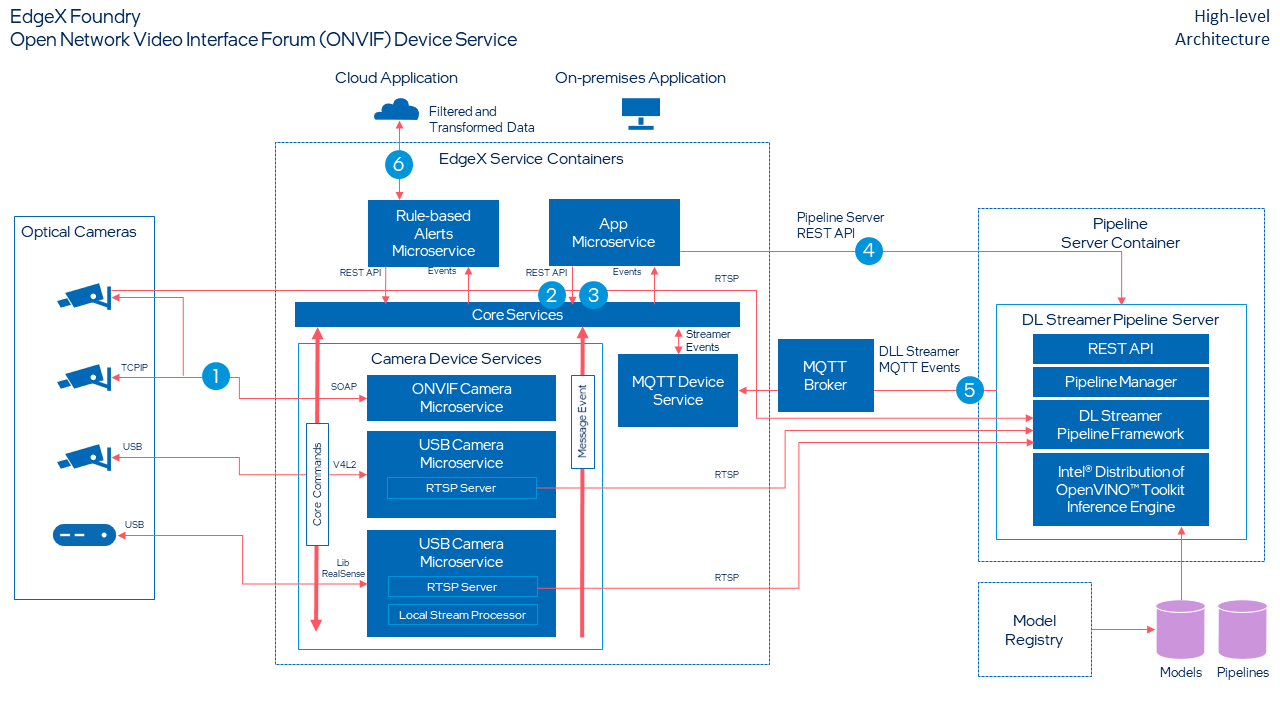 EdgeX Foundry
Open Network Video Interface Forum (ONVIF) Device Service
High-level
Architecture
Cloud Application
On-premises Application
Filtered and
Transformed Data
6
EdgeX Service Containers
Rule-based
Alerts
Microservice
App
Microservice
REST API
Events
REST API
Events
2
3
Core Services
Optical Cameras
TCPIP
1
USB
USB
SOAP
V4L2
Lib
RealSense
Core Commands
Camera Device Services
ONVIF Camera
Microservice
USB Camera
Microservice
RTSP Server
USB Camera
Microservice
RTSP Server
Local Stream Processor
Message Event
Streamer
Events
MQTT Device
Service
MQTT
Broker
DLL Streamer
MQTT Events
5
Pipeline Server
REST API
4
RTSP
RTSP
RTSP
Pipeline
Server Container
DL Streamer Pipeline Server
REST API
Pipeline Manager
DL Streamer
Pipeline Framework
Intel® Distribution of
OpenVINO™ Toolkit
Inference Engine
Model
Registry
Models
Pipelines